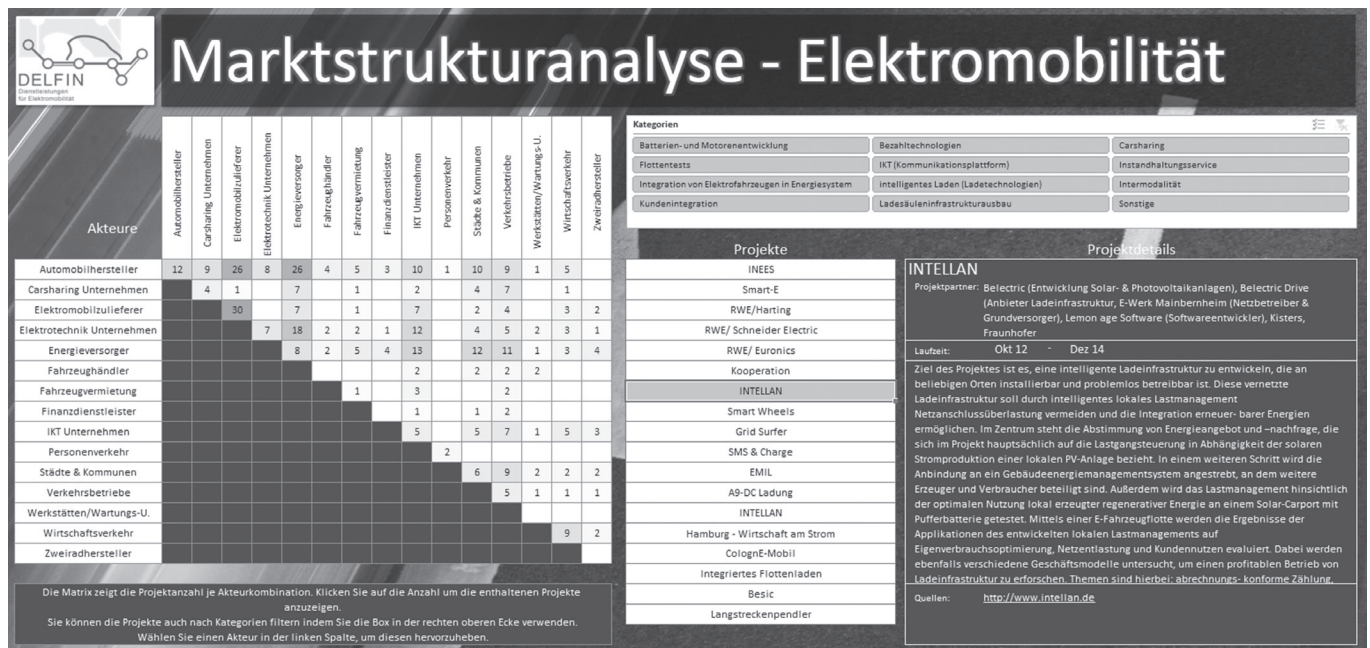 DELFIN
Dienstleistungen
für Elektromobilität
Marktstrukturanalyse - Elektromobilität
Akteure
Automobilhersteller
Carsharing Unternehmen
Elektromobilzulieferer
Elektrotechnik Unternehmen
Energieversorger
Fahrzeughändler
Fahrzeugvermietung
Finanzdienstleister
IKT Unternehmen
Personenverkehr
Städte & Kommunen
Verkehrsbetriebe
Werkstätten/Wartungs-U.
Wirtschaftsverkehr
Zweiradhersteller
Automobilhersteller 12 9 26 8 26 4 5 3 10 1 10 9 1 5
Carsharing Unternehmen 4 1 7 1 2 4 7 1
Elektromobilzulieferer 30 7 1 7 2 4 3 2
Elektrotechnik Unternehmen 7 18 2 2 1 12 4 5 2 3 1
Energieversorger 8 2 5 4 13 12 11 1 3 4
Fahrzeughändler 2 2 2 2
Fahrzeugvermietung 1 3 2
Finanzdienstleister 1 1 2
IKT Unternehmen 5 5 7 1 5 3
Personenverkehr 2
Städte & Kommunen 6 9 2 2 2
Verkehrsbetriebe 5 1 1 1
Werkstätten/Wartungs-U.
Wirtschaftsverkehr 9 2
Zweiradhersteller
Die Matrix zeigt die Projektanzahl je Akteurkombination. Klicken Sie auf die Anzahl um die enthaltenen Projekte
anzuzeigen.
Sie können die Projekte auch nach Kategorien filtern indem Sie die Box in der rechten oberen Ecke verwenden.
Wählen Sie einen Akteur in der linken Spalte, um diesen hervorzuheben.
Kategorien
Batterien- und Motorenentwicklung Bezahltechnologien Carsharing
Flottentests IKT (Kommunikationsplattform) Instandhaltungsservice
Integration von Elektrofahrzeugen in Energiesystem intelligentes Laden (Ladetechnologien) Intermodalität
Kundenintegration Ladesäuleninfrastrukturausbau Sonstige
Projekte
INEES
Smart-E
RWE/Harting
RWE/ Schneider Electric
RWE/ Euronics
Kooperation
INTELLAN
Smart Wheels
Grid Surfer
SMS & Charge
EMIL
A9-DC Ladung
INTELLAN
Hamburg - Wirtschaft am Strom
ColognE-Mobil
Integriertes Flottenladen
Besic
Langstreckenpendler
Projektdetails
INTELLAN
Projektpartner: Belectric (Entwicklung Solar- & Photovoltaikanlagen), Belectric Drive
(Anbieter Ladeinfrastruktur, E-Werk Mainbernheim (Netzbetreiber &
Grundversorger), Lemon age Software (Softwareentwickler), Kisters,
Fraunhofer
Laufzeit: Okt 12 - Dez 14
Ziel des Projektes ist es, eine intelligente Ladeinfrastruktur zu entwickeln, die an
beliebigen Orten installierbar und problemlos betreibbar ist. Diese vernetzte
Ladeinfrastruktur soll durch intelligentes lokales Lastmanagement
Netzanschlussüberlastung vermeiden und die Integration erneuer- barer Energien
ermöglichen. Im Zentrum steht die Abstimmung von Energieangebot und –nachfrage, die
sich im Projekt hauptsächlich auf die Lastgangsteuerung in Abhängigkeit der solaren
Stromproduktion einer lokalen PV-Anlage bezieht. In einem weiteren Schritt wird die
Anbindung an ein Gebäudeenergiemanagementsystem angestrebt, an dem weitere
Erzeuger und Verbraucher beteiligt sind. Außerdem wird das Lastmanagement hinsichtlich
der optimalen Nutzung lokal erzeugter regenerativer Energie an einem Solar-Carport mit
Pufferbatterie getestet. Mittels einer E-Fahrzeugflotte werden die Ergebnisse der
Applikationen des entwickelten lokalen Lastmanagements auf
Eigenverbrauchsoptimierung, Netzentlastung und Kundennutzen evaluiert. Dabei werden
ebenfalls verschiedene Geschäftsmodelle untersucht, um einen profitablen Betrieb von
Ladeinfrastruktur zu erforschen. Themen sind hierbei: abrechnungs- konforme Zählung,
Quellen: http://www.intellan.de